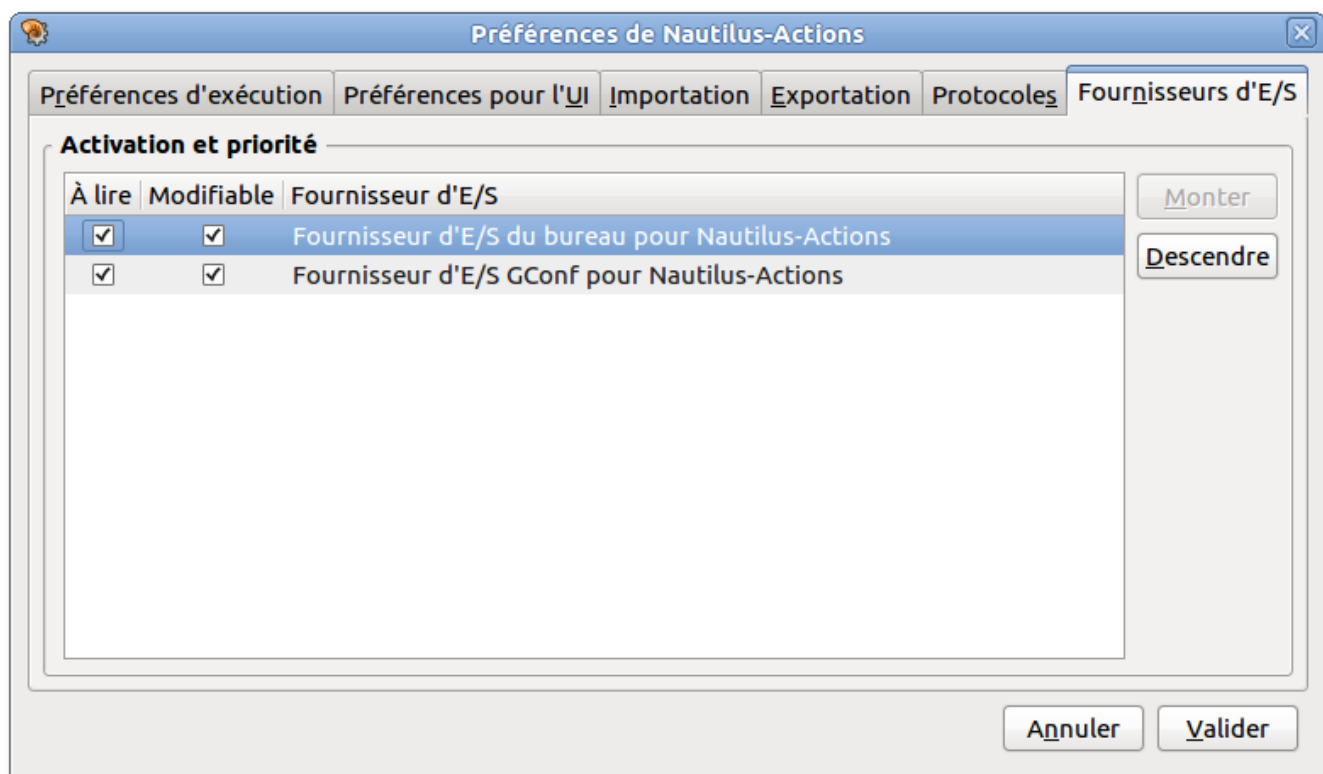 Préférences de Nautilus-Actions
Préférences d'exécution Préférences pour l'UI Importation Exportation Protocoles Fournisseurs d'E/S
Activation et priorité
À lire Modifiable Fournisseur d'E/S
Monter
Fournisseur d'E/S du bureau pour Nautilus-Actions
Descendre
Fournisseur d'E/S GConf pour Nautilus-Actions
Annuler Valider